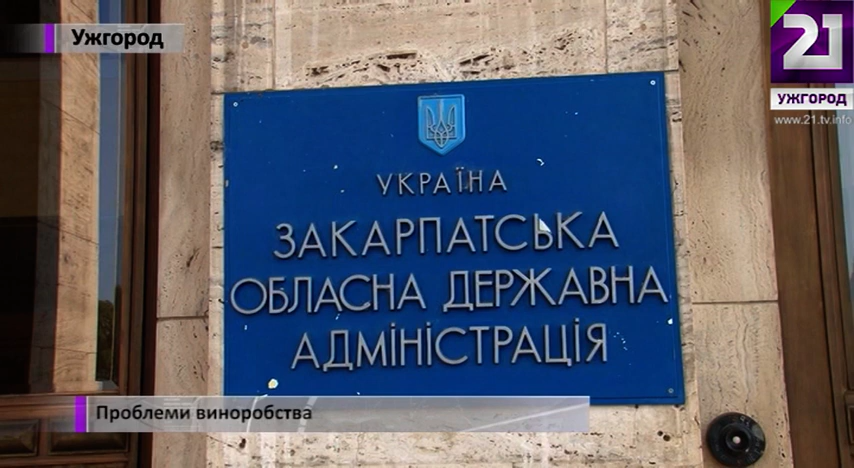 Ужгород
21
УЖГОРОД
www.21.tv.info
УКРАЇНА
ЗАКАРПАТСЬКА
ОБЛАСНА ДЕРЖАВНА
АДМІНІСТРАЦІЯ
Проблеми виноробства